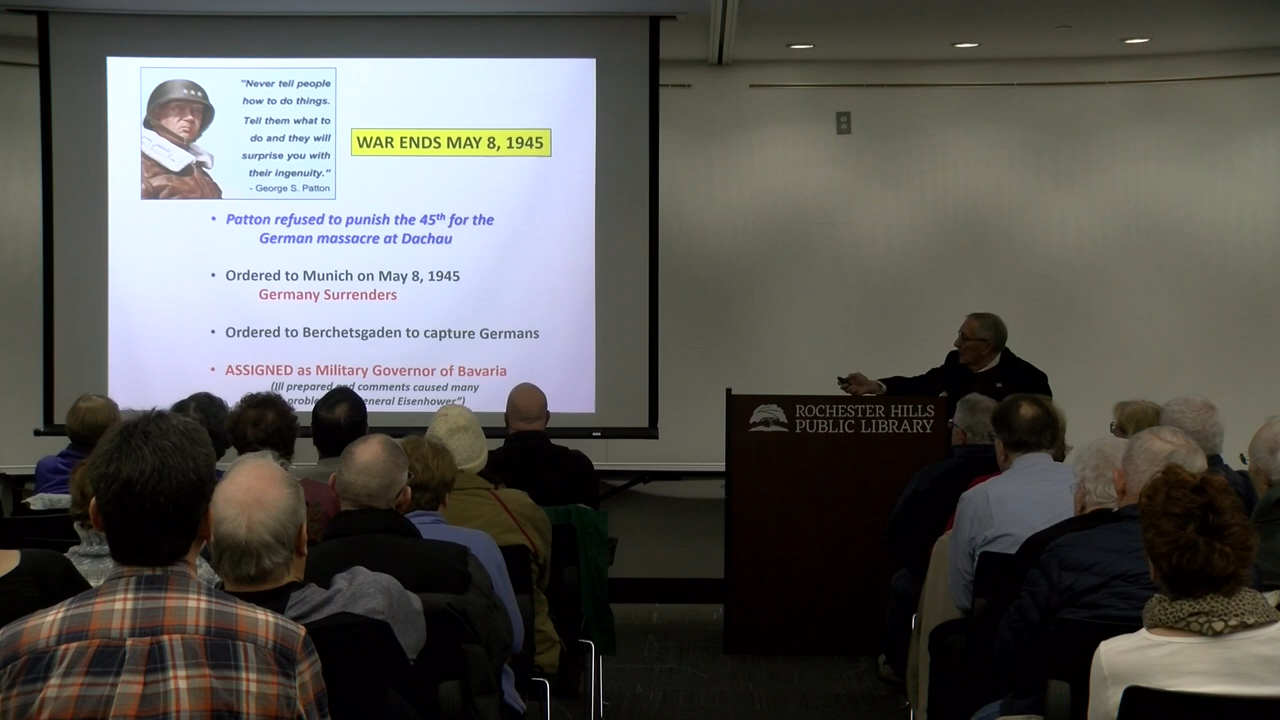 "Never tell people
how to do things.
Tell them what to
do and they will
surprise you with
their ingenuity."
- George S. Patton
WAR ENDS MAY 8, 1945
• Patton refused to punish the 45th for the
German massacre at Dachau
• Ordered to Munich on May 8, 1945
Germany Surrenders
• Ordered to Berchetsgaden to capture Germans
• ASSIGNED as Military Governor of Bavaria
(Ill prepared and comments caused many
General Eisenhower")
ROCHESTER HILLS
PUBLIC LIBRARY